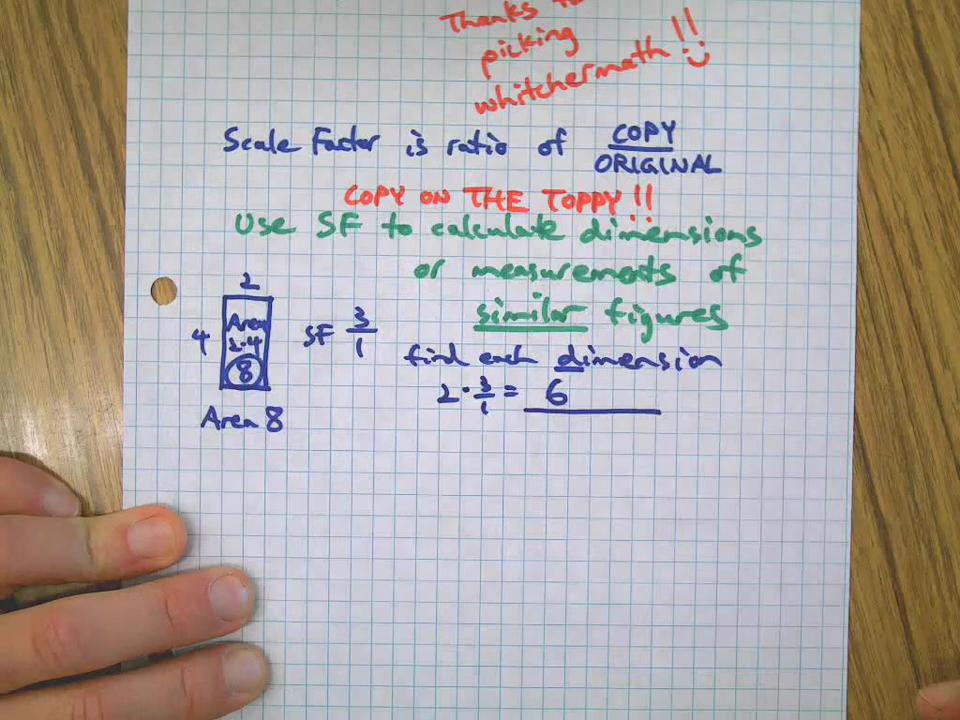 Thanks to
picking
whitchermath!!
Scale Factor is ratio of COPY
ORIGINAL
COPY ON THE TOPPY!!
Use SF to calculate dimensions
or measurements of
similar figures
2
4
Area
2·4
8
Area 8
SF 3/1
find each dimension
2 · 3/1 = 6